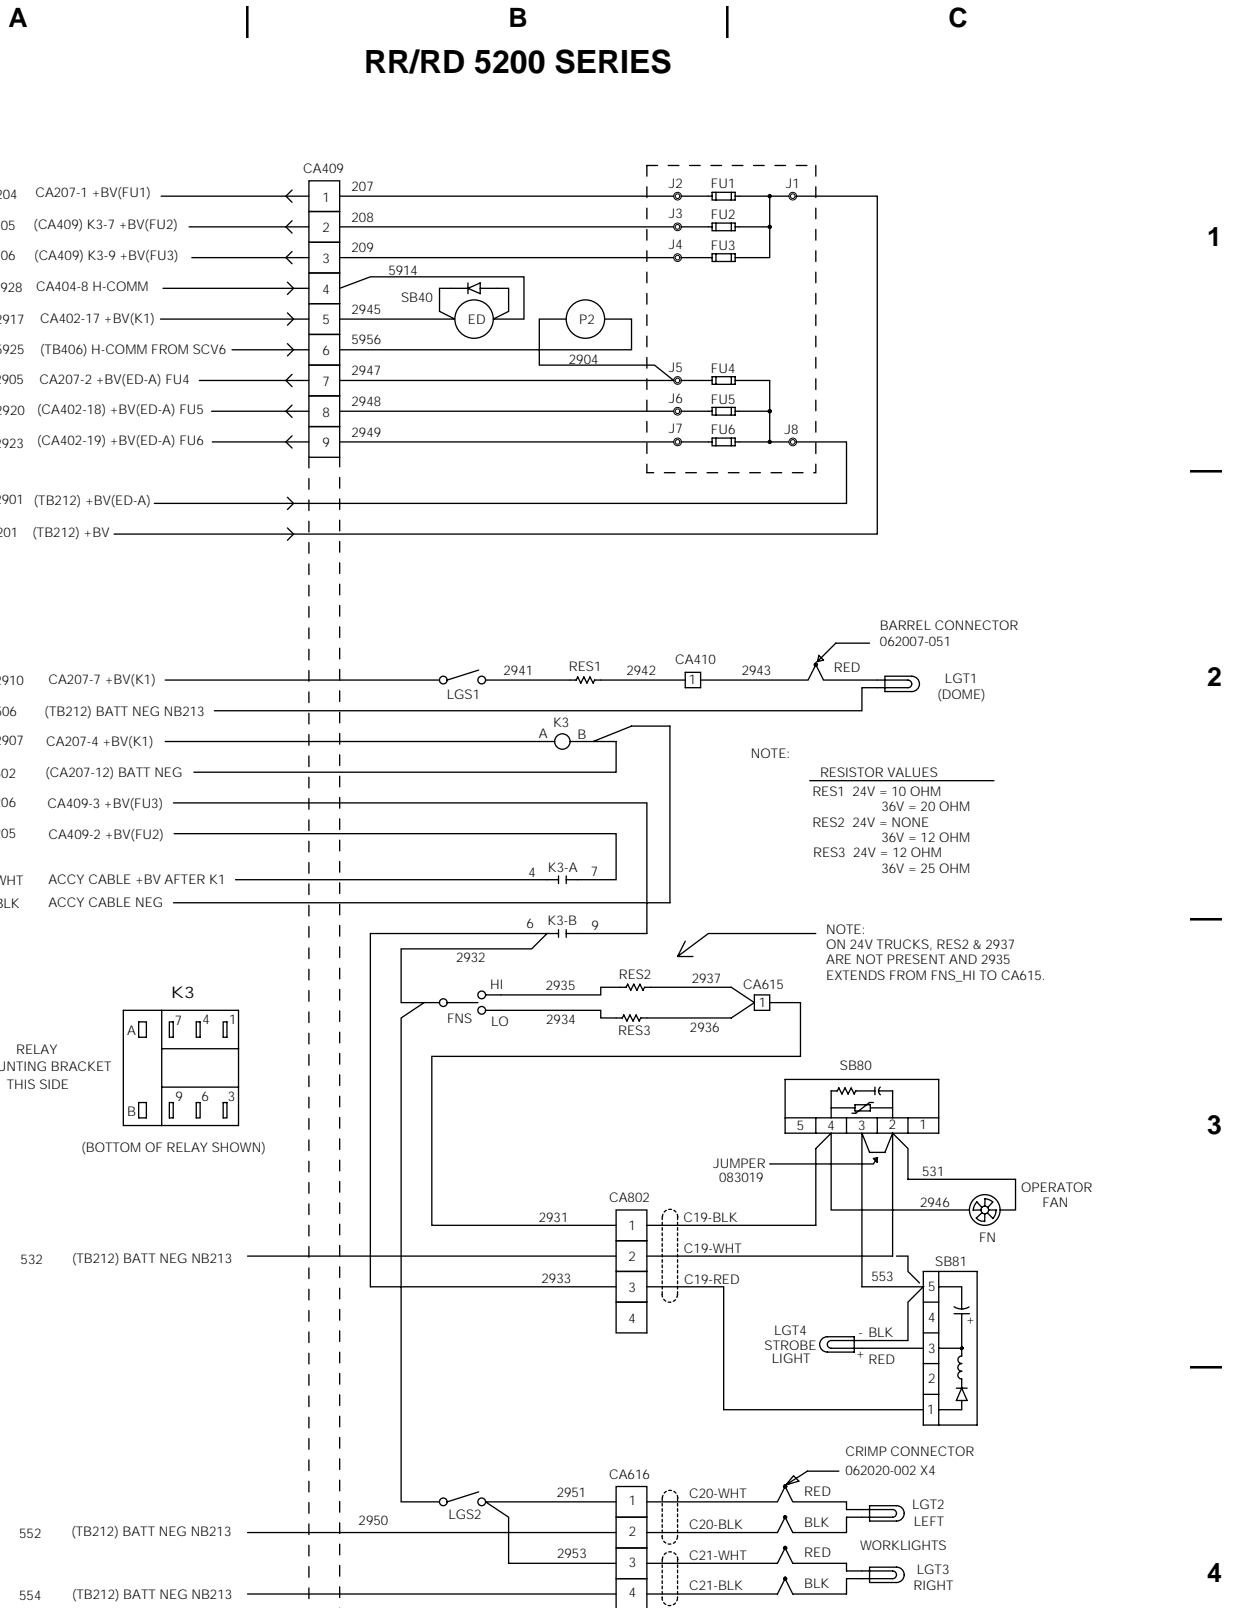 A B C
RR/RD 5200 SERIES
CA409
204 CA207-1 +BV(FU1) 1 207 J2 FU1 J1
05 (CA409) K3-7 +BV(FU2) 2 208 J3 FU2
1
06 (CA409) K3-9 +BV(FU3) 3 209 J4 FU3
5914
928 CA404-8 H-COMM 4
SB40
2917 CA402-17 +BV(K1) 5 2945 ED P2
5925 (TB406) H-COMM FROM SCV6 6 5956
2904
2905 CA207-2 +BV(ED-A) FU4 7 2947 J5 FU4
2920 (CA402-18) +BV(ED-A) FU5 8 2948 J6 FU5
2923 (CA402-19) +BV(ED-A) FU6 9 2949 J7 FU6 J8
2901 (TB212) +BV(ED-A)
201 (TB212) +BV
BARREL CONNECTOR
062007-051
2910 CA207-7 +BV(K1) LGS1 2941 RES1 2942 CA410 1 2943 RED LGT1
(DOME)
2
506 (TB212) BATT NEG NB213
2907 CA207-4 +BV(K1) A K3 B
02 (CA207-12) BATT NEG
06 CA409-3 +BV(FU3)
05 CA409-2 +BV(FU2)
WHT ACCY CABLE +BV AFTER K1 4 K3-A 7
BLK ACCY CABLE NEG
NOTE:
RESISTOR VALUES
RES1 24V = 10 OHM
36V = 20 OHM
RES2 24V = NONE
36V = 12 OHM
RES3 24V = 12 OHM
36V = 25 OHM
6 K3-B 9
2932
NOTE:
ON 24V TRUCKS, RES2 & 2937
ARE NOT PRESENT AND 2935
EXTENDS FROM FNS_HI TO CA615.
HI 2935 RES2 2937 CA615
FNS 1
LO 2934 RES3 2936
K3
A 7 4 1
RELAY
UNTING BRACKET
THIS SIDE
B 9 6 3
(BOTTOM OF RELAY SHOWN)
SB80
5 4 3 2 1
3
JUMPER
083019
531
2946
OPERATOR
FAN
FN
CA802
2931 1 C19-BLK
532 (TB212) BATT NEG NB213 2 C19-WHT
2933 3 C19-RED
4
553
SB81
5
4
3
2
1
+
LGT4
STROBE
LIGHT
- BLK
+ RED
CRIMP CONNECTOR
062020-002 X4
CA616
LGS2 2951 1 C20-WHT RED LGT2
LEFT
552 (TB212) BATT NEG NB213 2950 2 C20-BLK BLK
WORKLIGHTS
2953 3 C21-WHT RED LGT3
RIGHT
4
554 (TB212) BATT NEG NB213 4 C21-BLK BLK